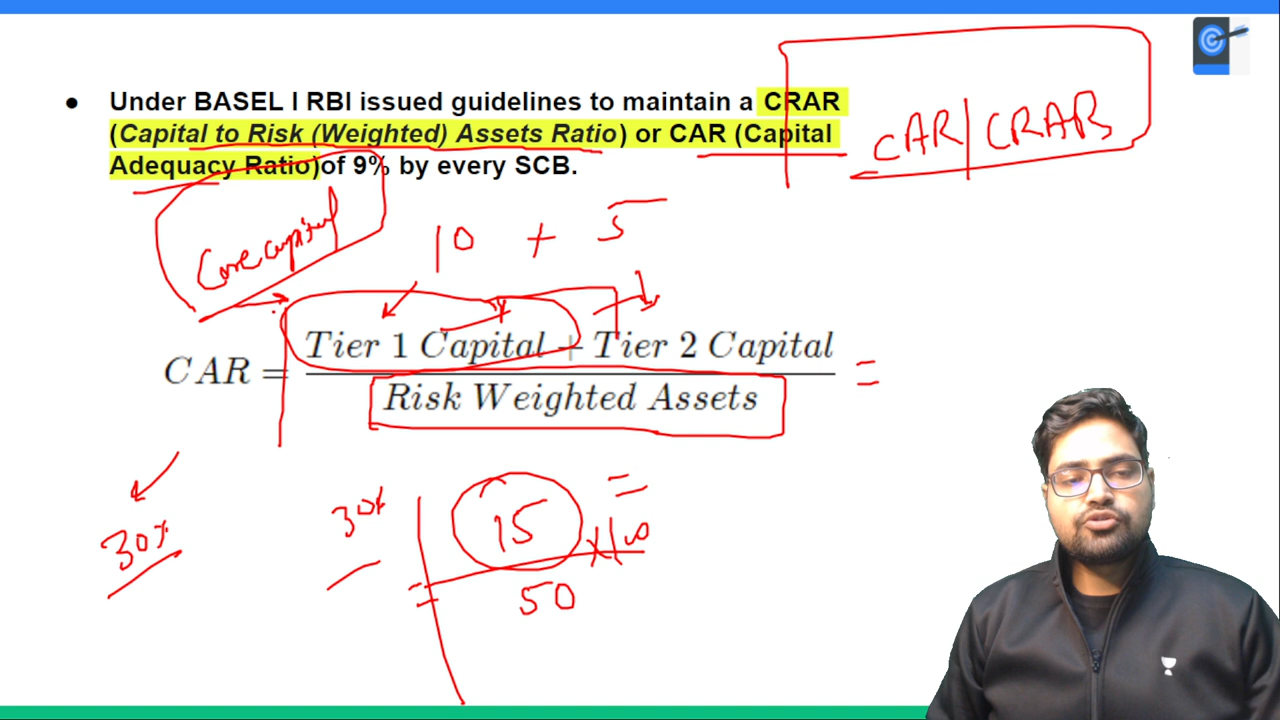 ● Under BASEL I RBI issued guidelines to maintain a CRAR
(Capital to Risk (Weighted) Assets Ratio) or CAR (Capital
Adequacy Ratio)of 9% by every SCB.
CAR/CRAR
Core capital
10 + 5
CAR = Tier 1 Capital + Tier 2 Capital =
Risk Weighted Assets
30%
30%
= 15 x100 =
50